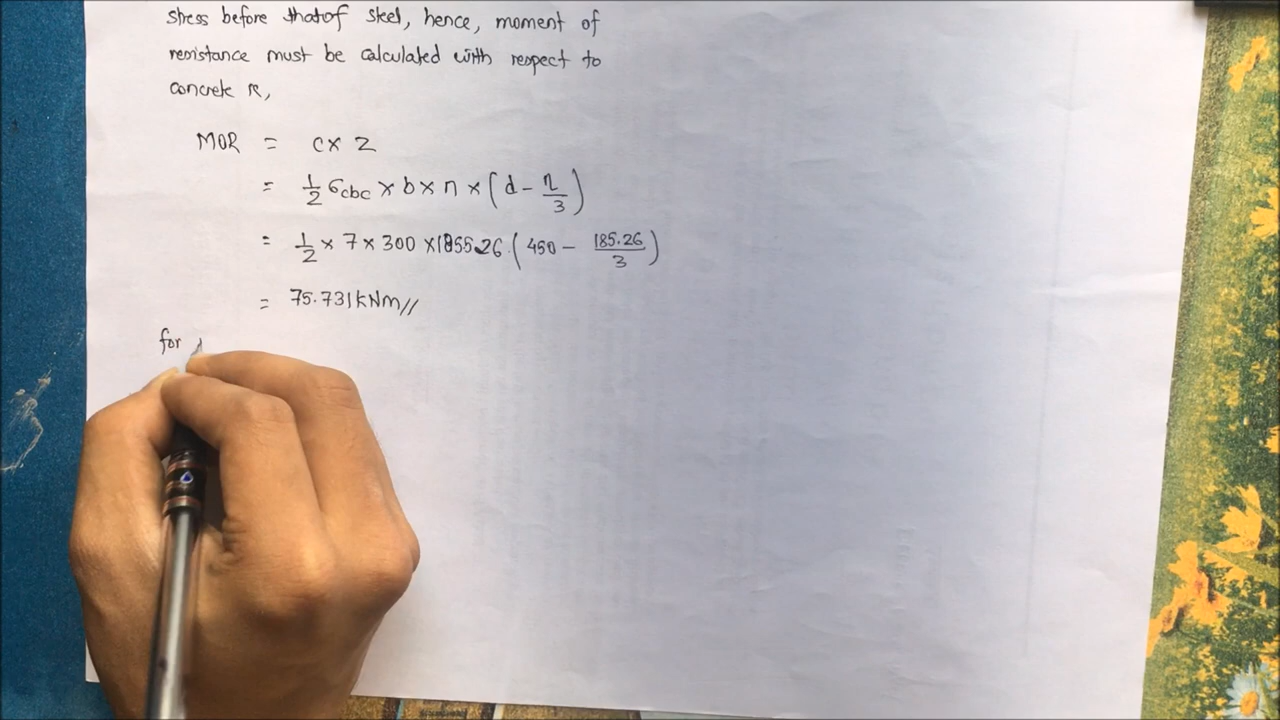 stress before that of steel, hence, moment of
resistance must be calculated with respect to
concrete is,
MOR = C × Z
= 1/2 σcbc × b × n × (d - n/3)
= 1/2 × 7 × 300 × 185.26 (450 - 185.26/3)
= 75.731 kNm //
for